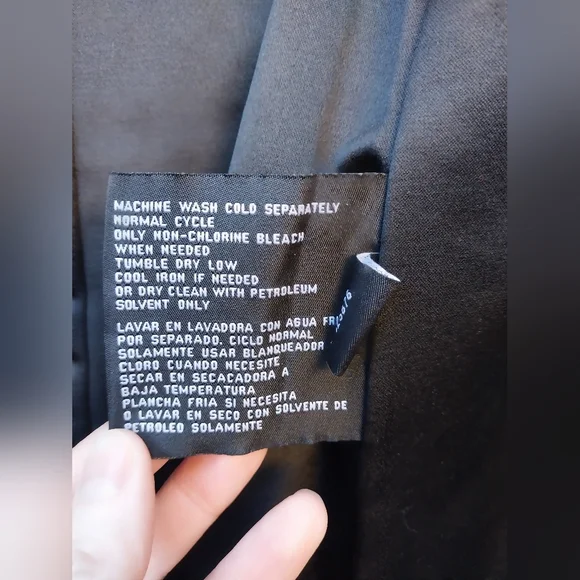 MACHINE WASH COLD SEPARATELY
NORMAL CYCLE
ONLY NON-CHLORINE BLEACH
WHEN NEEDED
TUMBLE DRY LOW
COOL IRON IF NEEDED
OR DRY CLEAN WITH PETROLEUM
SOLVENT ONLY
LAVAR EN LAVADORA CON AGUA FRI
POR SEPARADO. CICLO NORMAL
SOLAMENTE USAR BLANQUEADOR
CLORO CUANDO NECESITE
SECAR EN SECACADORA A
BAJA TEMPERATURA
PLANCHA FRIA SI NECESITA
O LAVAR EN SECO CON SOLVENTE DE
PETROLEO SOLAMENTE